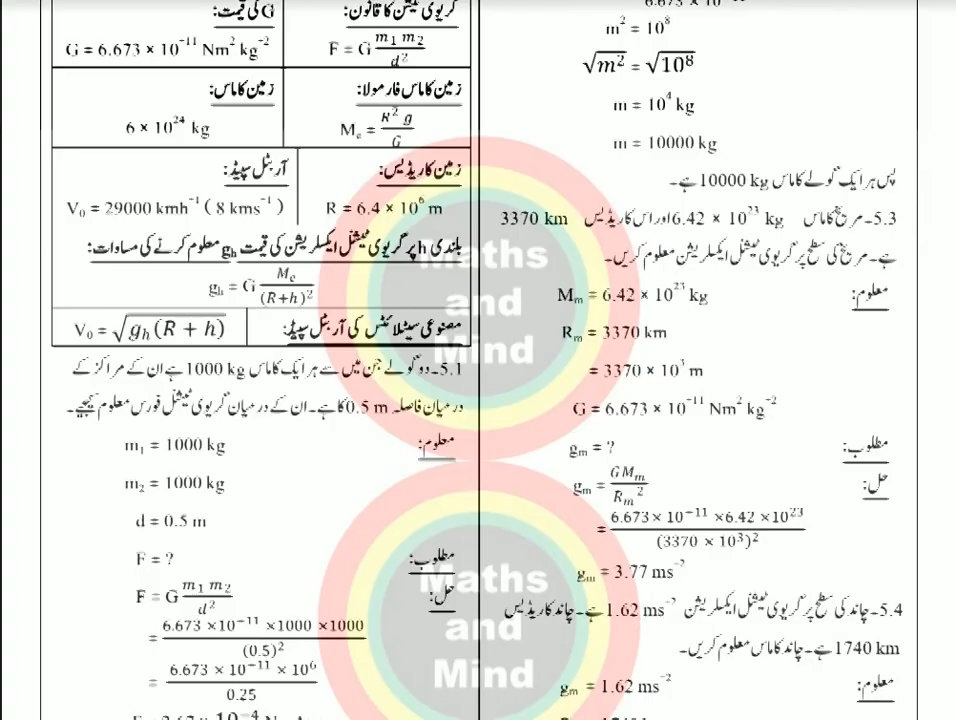 گریوی ٹیشن کا قانون:
F = G m₁ m₂ / d²
G کی قیمت:
G = 6.673 × 10⁻¹¹ Nm² kg⁻²
زمین کا ماس فارمولا:
Mₑ = R² g / G
زمین کا ماس:
6 × 10²⁴ kg
زمین کا ریڈیس:
R = 6.4 × 10⁶ m
آربٹل سپیڈ:
V₀ = 29000 kmh⁻¹ ( 8 kms⁻¹ )
بلندی h پر گریوی ٹیشنل ایکسلریشن کی قیمت gₕ معلوم کرنے کی مساوات:
gₕ = G Mₑ / (R+h)²
مصنوعی سیٹلائٹس کی آربٹل سپیڈ:
V₀ = √gₕ (R + h)
5.1۔ دو گولے جن میں سے ہر ایک کا ماس 1000 kg ہے ان کے مراکز کے
درمیان فاصلہ 0.5 m کا ہے۔ ان کے درمیان گریوی ٹیشنل فورس معلوم کیجیے۔
معلوم:
m₁ = 1000 kg
m₂ = 1000 kg
d = 0.5 m
مطلوب:
F = ?
حل:
F = G m₁ m₂ / d²
= 6.673 ×10⁻¹¹ ×1000 ×1000 / (0.5)²
= 6.673 × 10⁻¹¹ × 10⁶ / 0.25
m² = 10⁸
√m² = √10⁸
m = 10⁴ kg
m = 10000 kg
پس ہر ایک گولے کا ماس 10000 kg ہے۔
5.3۔ مریخ کا ماس 6.42 × 10²³ kg اور اس کا ریڈیس 3370 km
ہے۔ مریخ کی سطح پر گریوی ٹیشنل ایکسلریشن معلوم کریں۔
معلوم:
Mₘ = 6.42 × 10²³ kg
Rₘ = 3370 km
= 3370 × 10³ m
G = 6.673 × 10⁻¹¹ Nm² kg⁻²
مطلوب:
gₘ = ?
حل:
gₘ = G Mₘ / Rₘ²
= 6.673 × 10⁻¹¹ ×6.42 ×10²³ / (3370 × 10³)²
gₘ = 3.77 ms⁻²
5.4۔ چاند کی سطح پر گریوی ٹیشنل ایکسلریشن 1.62 ms⁻² ہے۔ چاند کا ریڈیس
1740 km ہے۔ چاند کا ماس معلوم کریں۔
معلوم:
gₘ = 1.62 ms⁻²
Maths
and
Mind
Maths
and
Mind